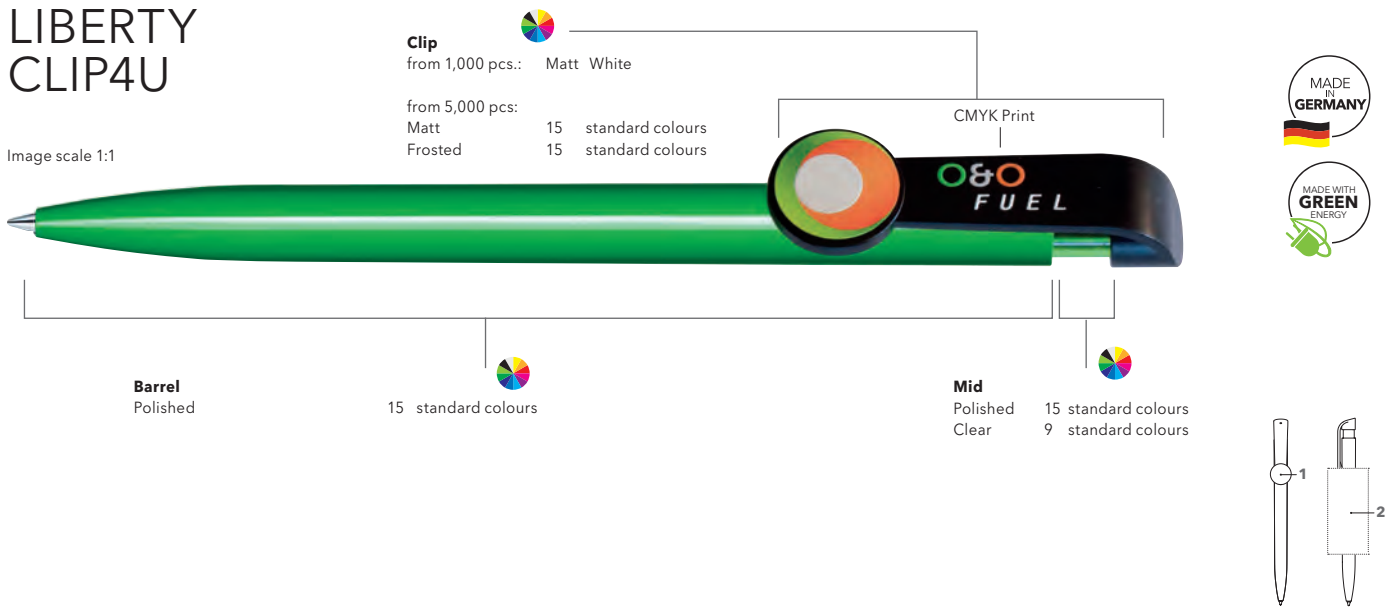 LIBERTY
CLIP4U
Image scale 1:1
Clip
from 1,000 pcs.: Matt White
from 5,000 pcs:
Matt 15 standard colours
Frosted 15 standard colours
CMYK Print
O&O
FUEL
MADE
IN
GERMANY
MADE WITH
GREEN
ENERGY
Barrel
Polished 15 standard colours
Mid
Polished 15 standard colours
Clear 9 standard colours
1
2